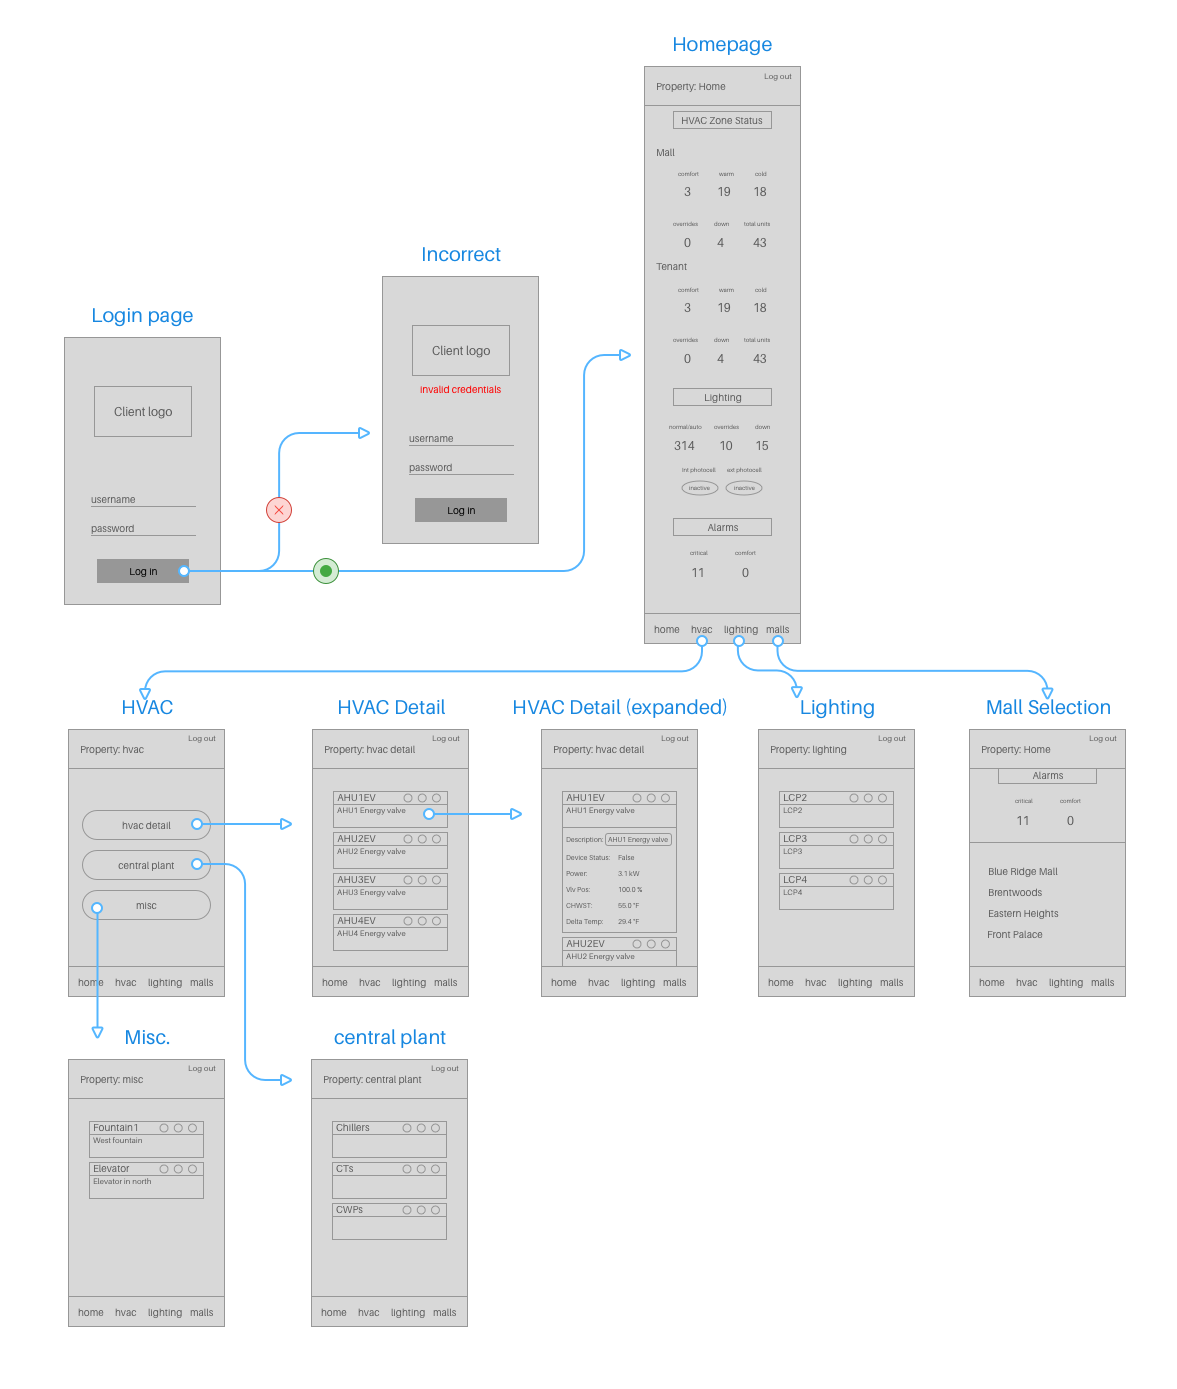 Homepage
Log out
Property: Home
HVAC Zone Status
Mall
comfort warm cold
3 19 18
overrides down total units
0 4 43
Tenant
comfort warm cold
3 19 18
overrides down total units
0 4 43
Lighting
normal/auto overrides down
314 10 15
Int photocell ext photocell
inactive inactive
Alarms
critical comfort
11 0
home hvac lighting malls
Incorrect
Client logo
invalid credentials
username
password
Log in
Login page
Client logo
username
password
Log in
HVAC
Log out
Property: hvac
hvac detail
central plant
misc
home hvac lighting malls
HVAC Detail
Log out
Property: hvac detail
AHU1EV
AHU1 Energy valve
AHU2EV
AHU2 Energy valve
AHU3EV
AHU3 Energy valve
AHU4EV
AHU4 Energy valve
home hvac lighting malls
HVAC Detail (expanded)
Log out
Property: hvac detail
AHU1EV
AHU1 Energy valve
Description: AHU1 Energy valve
Device Status: False
Power: 3.1 kW
Vlv Pos: 100.0 %
CHWST: 55.0 °F
Delta Temp: 29.4 °F
AHU2EV
AHU2 Energy valve
home hvac lighting malls
Lighting
Log out
Property: lighting
LCP2
LCP2
LCP3
LCP3
LCP4
LCP4
home hvac lighting malls
Mall Selection
Log out
Property: Home
Alarms
critical comfort
11 0
Blue Ridge Mall
Brentwoods
Eastern Heights
Front Palace
home hvac lighting malls
Misc.
Log out
Property: misc
Fountain1
West fountain
Elevator
Elevator in north
home hvac lighting malls
central plant
Log out
Property: central plant
Chillers
CTs
CWPs
home hvac lighting malls